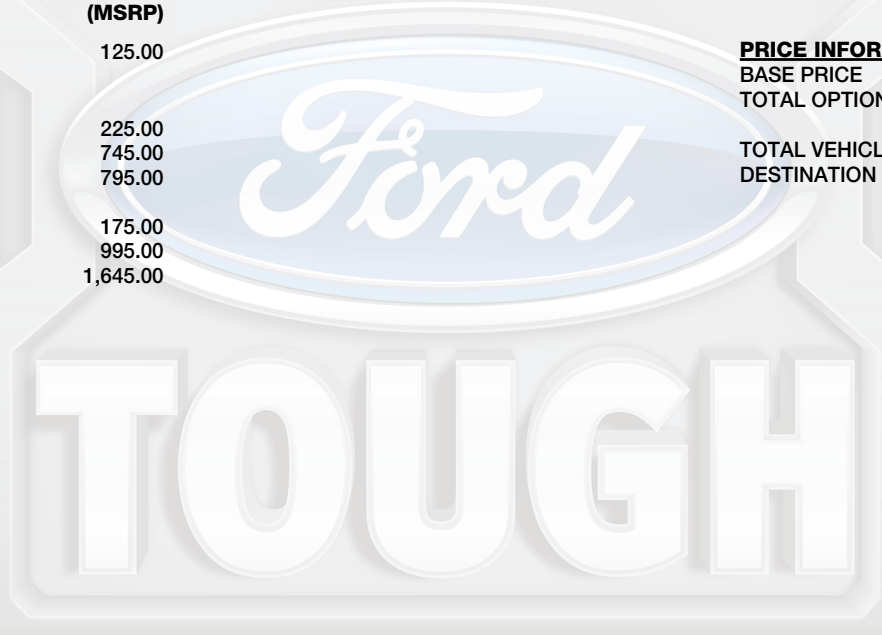 (MSRP)
125.00
225.00
745.00
795.00
175.00
995.00
1,645.00
PRICE INFOR
BASE PRICE
TOTAL OPTION
TOTAL VEHICL
DESTINATION
Ford
TOUGH